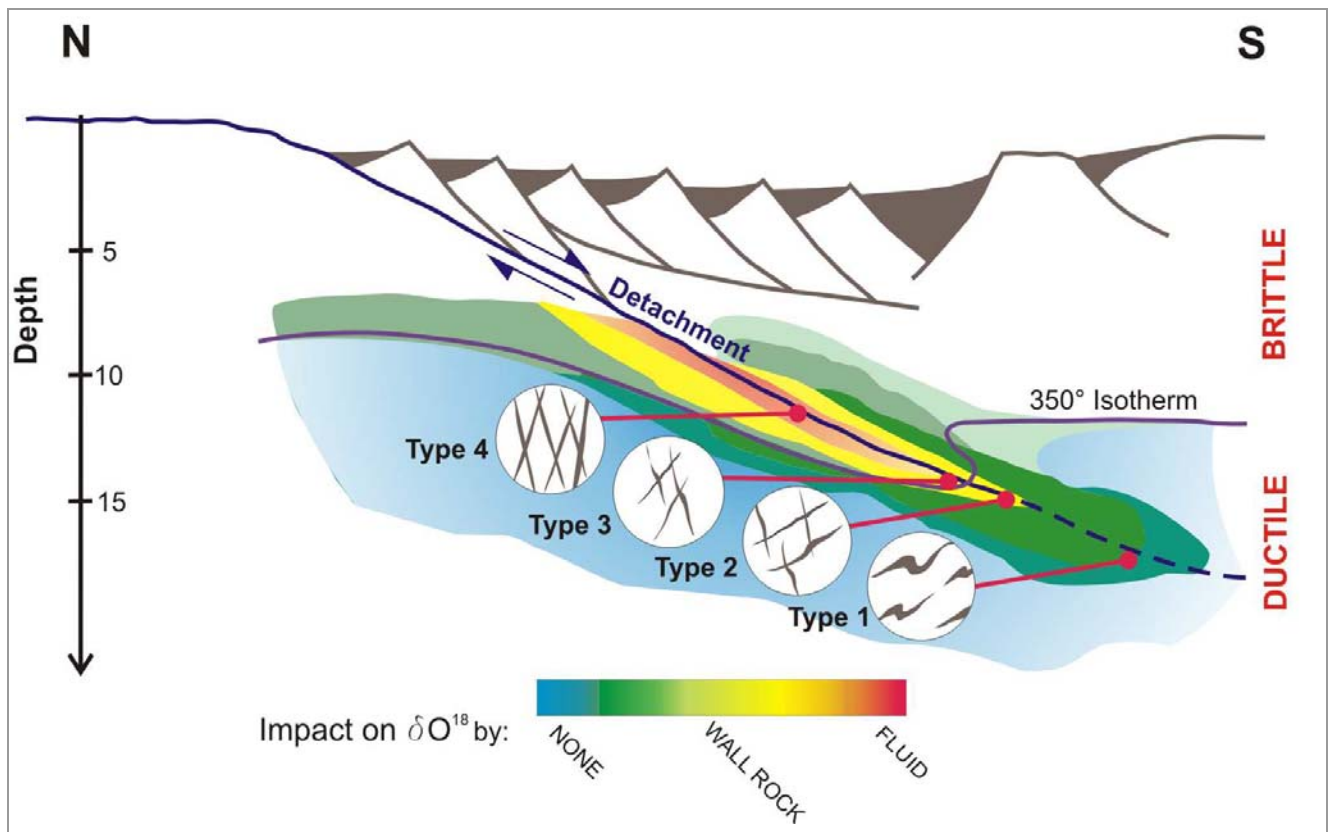 N
S
Depth
5
10
15
BRITTLE
DUCTILE
Detachment
350° Isotherm
Type 4
Type 3
Type 2
Type 1
Impact on δO18 by:
NONE
WALL ROCK
FLUID